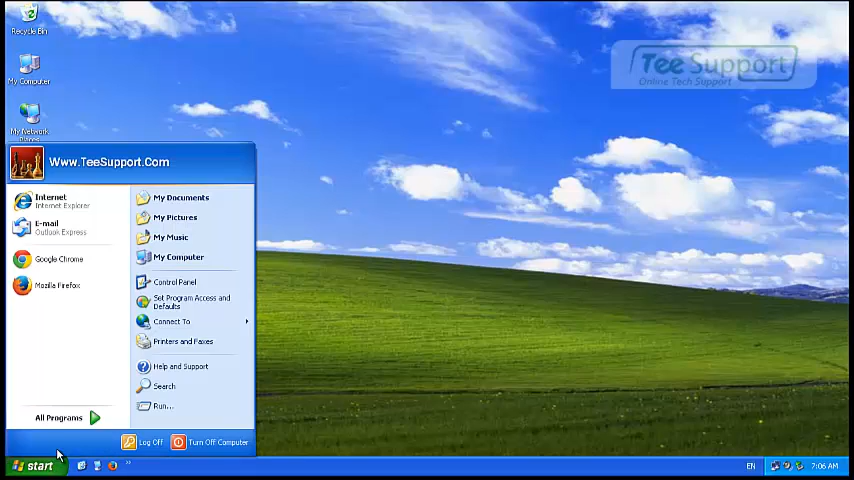 Recycle Bin
My Computer
My Network
Places
Tee Support
Online Tech Support
Www.TeeSupport.Com
Internet
Internet Explorer
E-mail
Outlook Express
Google Chrome
Mozilla Firefox
All Programs
My Documents
My Pictures
My Music
My Computer
Control Panel
Set Program Access and
Defaults
Connect To
Printers and Faxes
Help and Support
Search
Run...
Log Off
Turn Off Computer
start
EN
7:06 AM